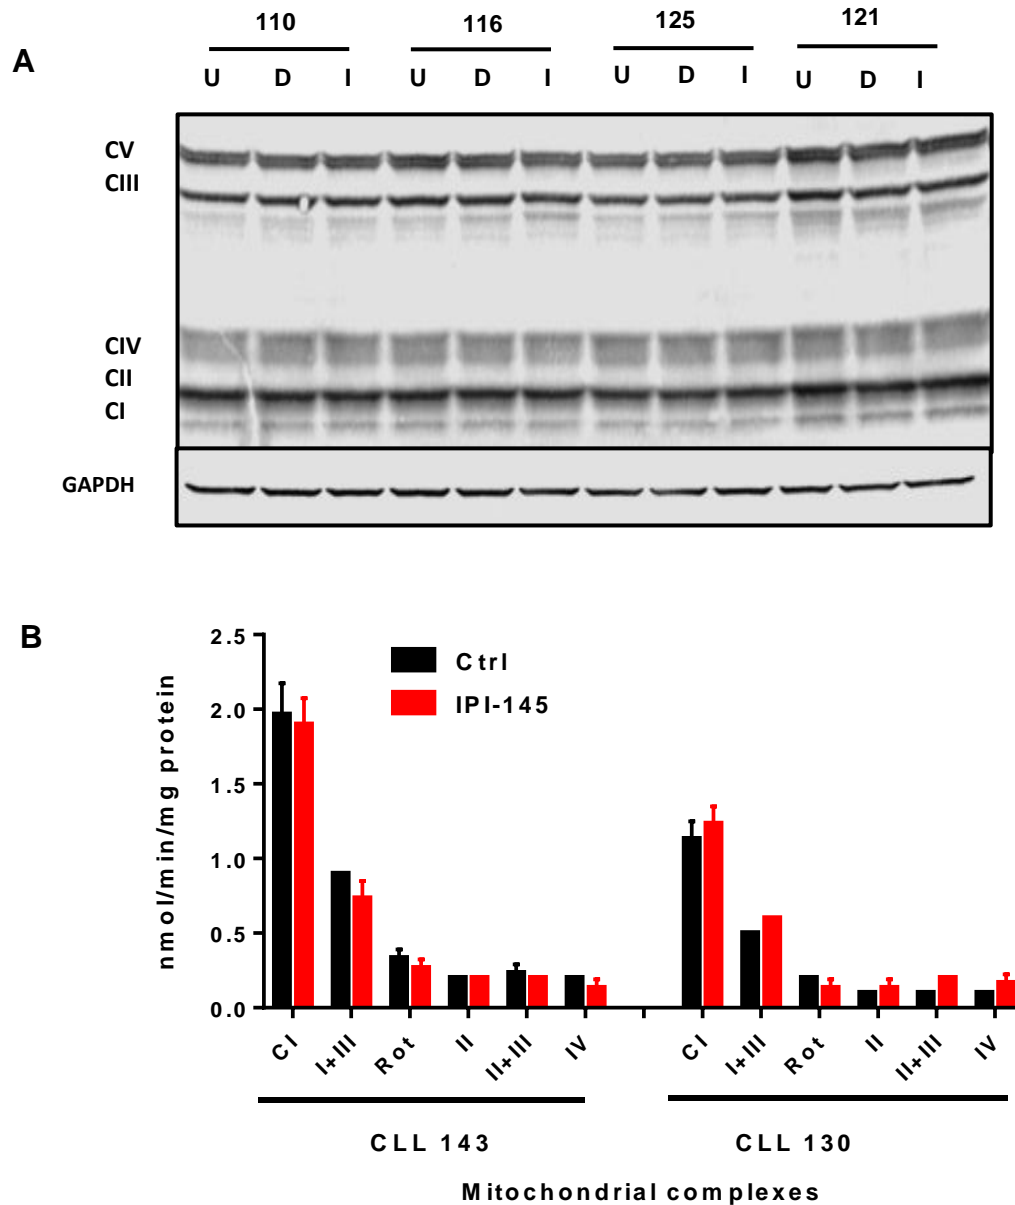 110 116 125 121
A
U D I U D I U D I U D I
CV
CIII
CIV
CII
CI
GAPDH
B
nmol/min/mg protein
2.5
2.0
1.5
1.0
0.5
0.0
Ctrl
IPI-145
CI I+III Rot II II+III IV CI I+III Rot II II+III IV
CLL 143 CLL 130
Mitochondrial complexes